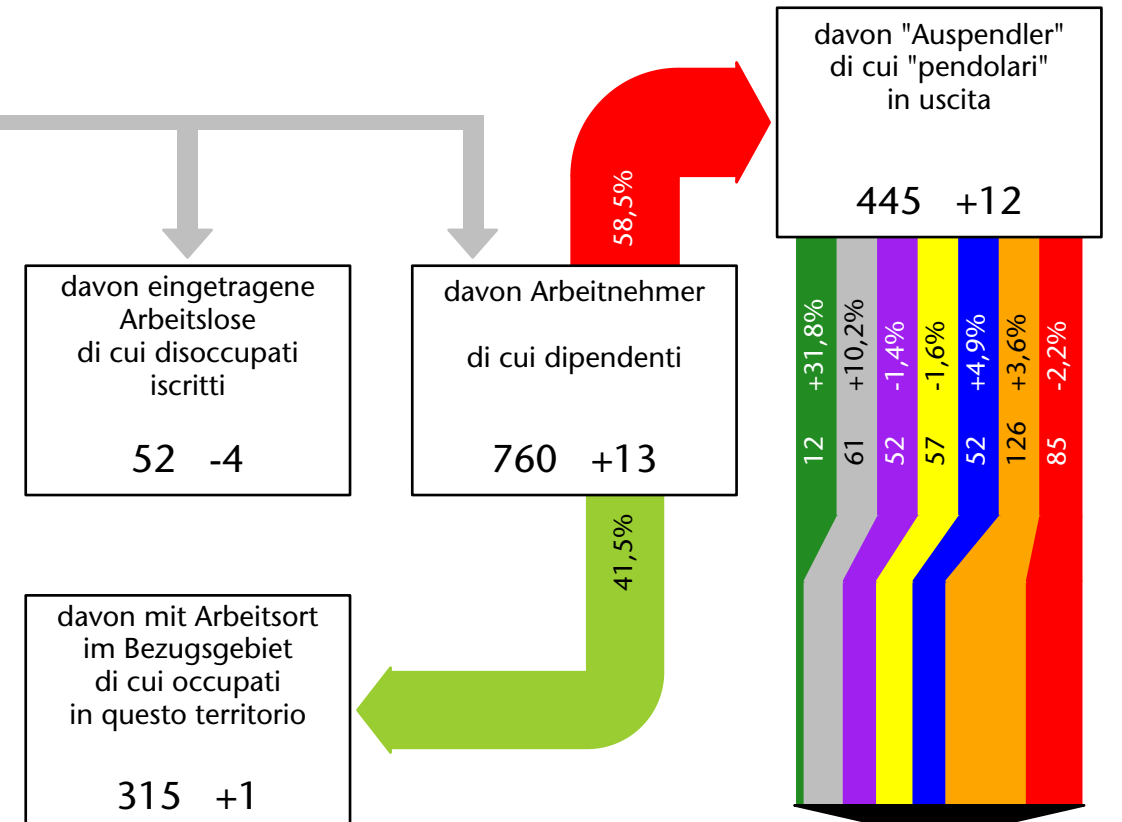 davon "Auspendler"
di cui "pendolari"
in uscita
445 +12
58,5%
davon eingetragene
Arbeitslose
di cui disoccupati
iscritti
52 -4
davon Arbeitnehmer
di cui dipendenti
760 +13
12 +31,8%
61 +10,2%
52 -1,4%
57 -1,6%
52 +4,9%
126 +3,6%
85 -2,2%
41,5%
davon mit Arbeitsort
im Bezugsgebiet
di cui occupati
in questo territorio
315 +1